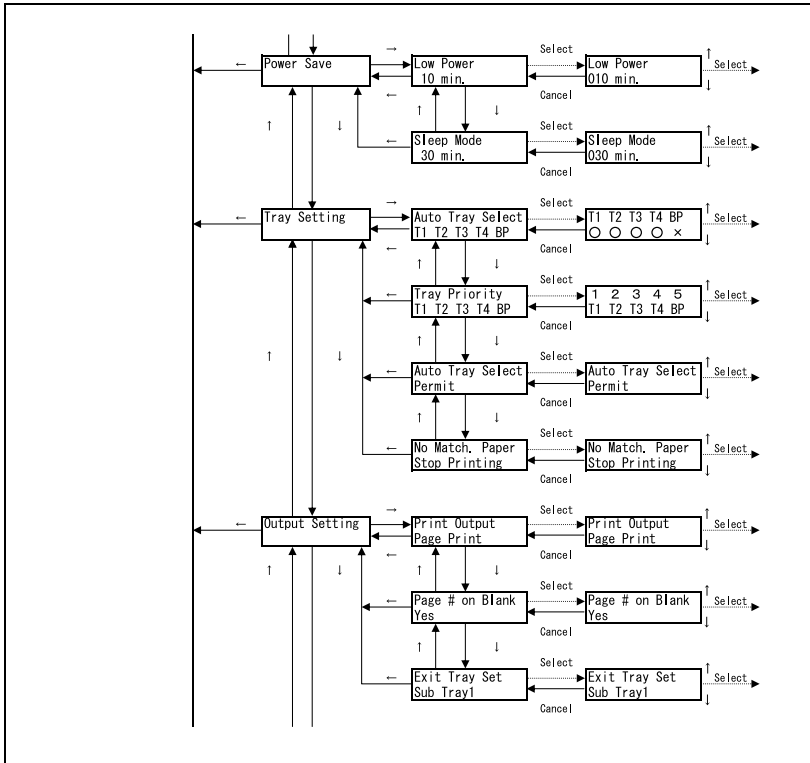 → Select ↑
Power Save
Low Power
10 min.
Low Power
010 min.
← ← Cancel ↓ Select
↑ ↓ ↑ ↓
← Select ↑
Sleep Mode
30 min.
Sleep Mode
030 min.
Cancel ↓ Select
→ Select ↑
← Tray Setting
Auto Tray Select
T1 T2 T3 T4 BP
T1 T2 T3 T4 BP
○ ○ ○ ○ ×
← Cancel ↓ Select
↑ ↓ ↑ ↓
← Select ↑
Tray Priority
T1 T2 T3 T4 BP
1 2 3 4 5
T1 T2 T3 T4 BP
Cancel ↓ Select
↑ ↓ ↑ ↓
← Select ↑
Auto Tray Select
Permit
Auto Tray Select
Permit
Cancel ↓ Select
↑ ↓
← Select ↑
No Match. Paper
Stop Printing
No Match. Paper
Stop Printing
Cancel ↓ Select
→ Select ↑
← Output Setting
Print Output
Page Print
Print Output
Page Print
← Cancel ↓ Select
↑ ↓ ↑ ↓
← Select ↑
Page # on Blank
Yes
Page # on Blank
Yes
Cancel ↓ Select
↑ ↓
← Select ↑
Exit Tray Set
Sub Tray1
Exit Tray Set
Sub Tray1
Cancel ↓ Select